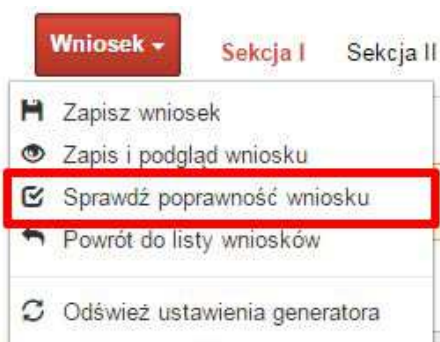 Wniosek Sekcja I Sekcja II
Zapisz wniosek
Zapis i podgląd wniosku
Sprawdź poprawność wniosku
Powrót do listy wniosków
Odśwież ustawienia generatora